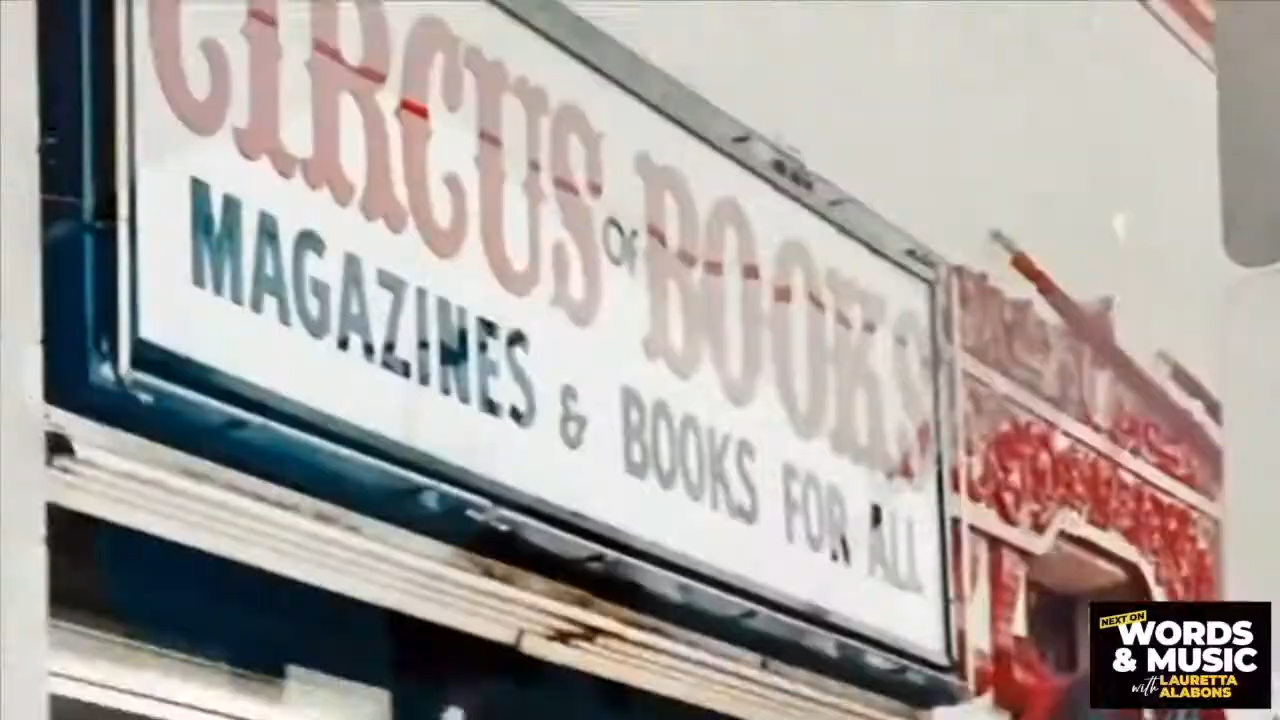 CIRCUS OF BOOKS
MAGAZINES & BOOKS FOR ALL
NEXT ON
WORDS
& MUSIC
with LAURETTA
ALABONS